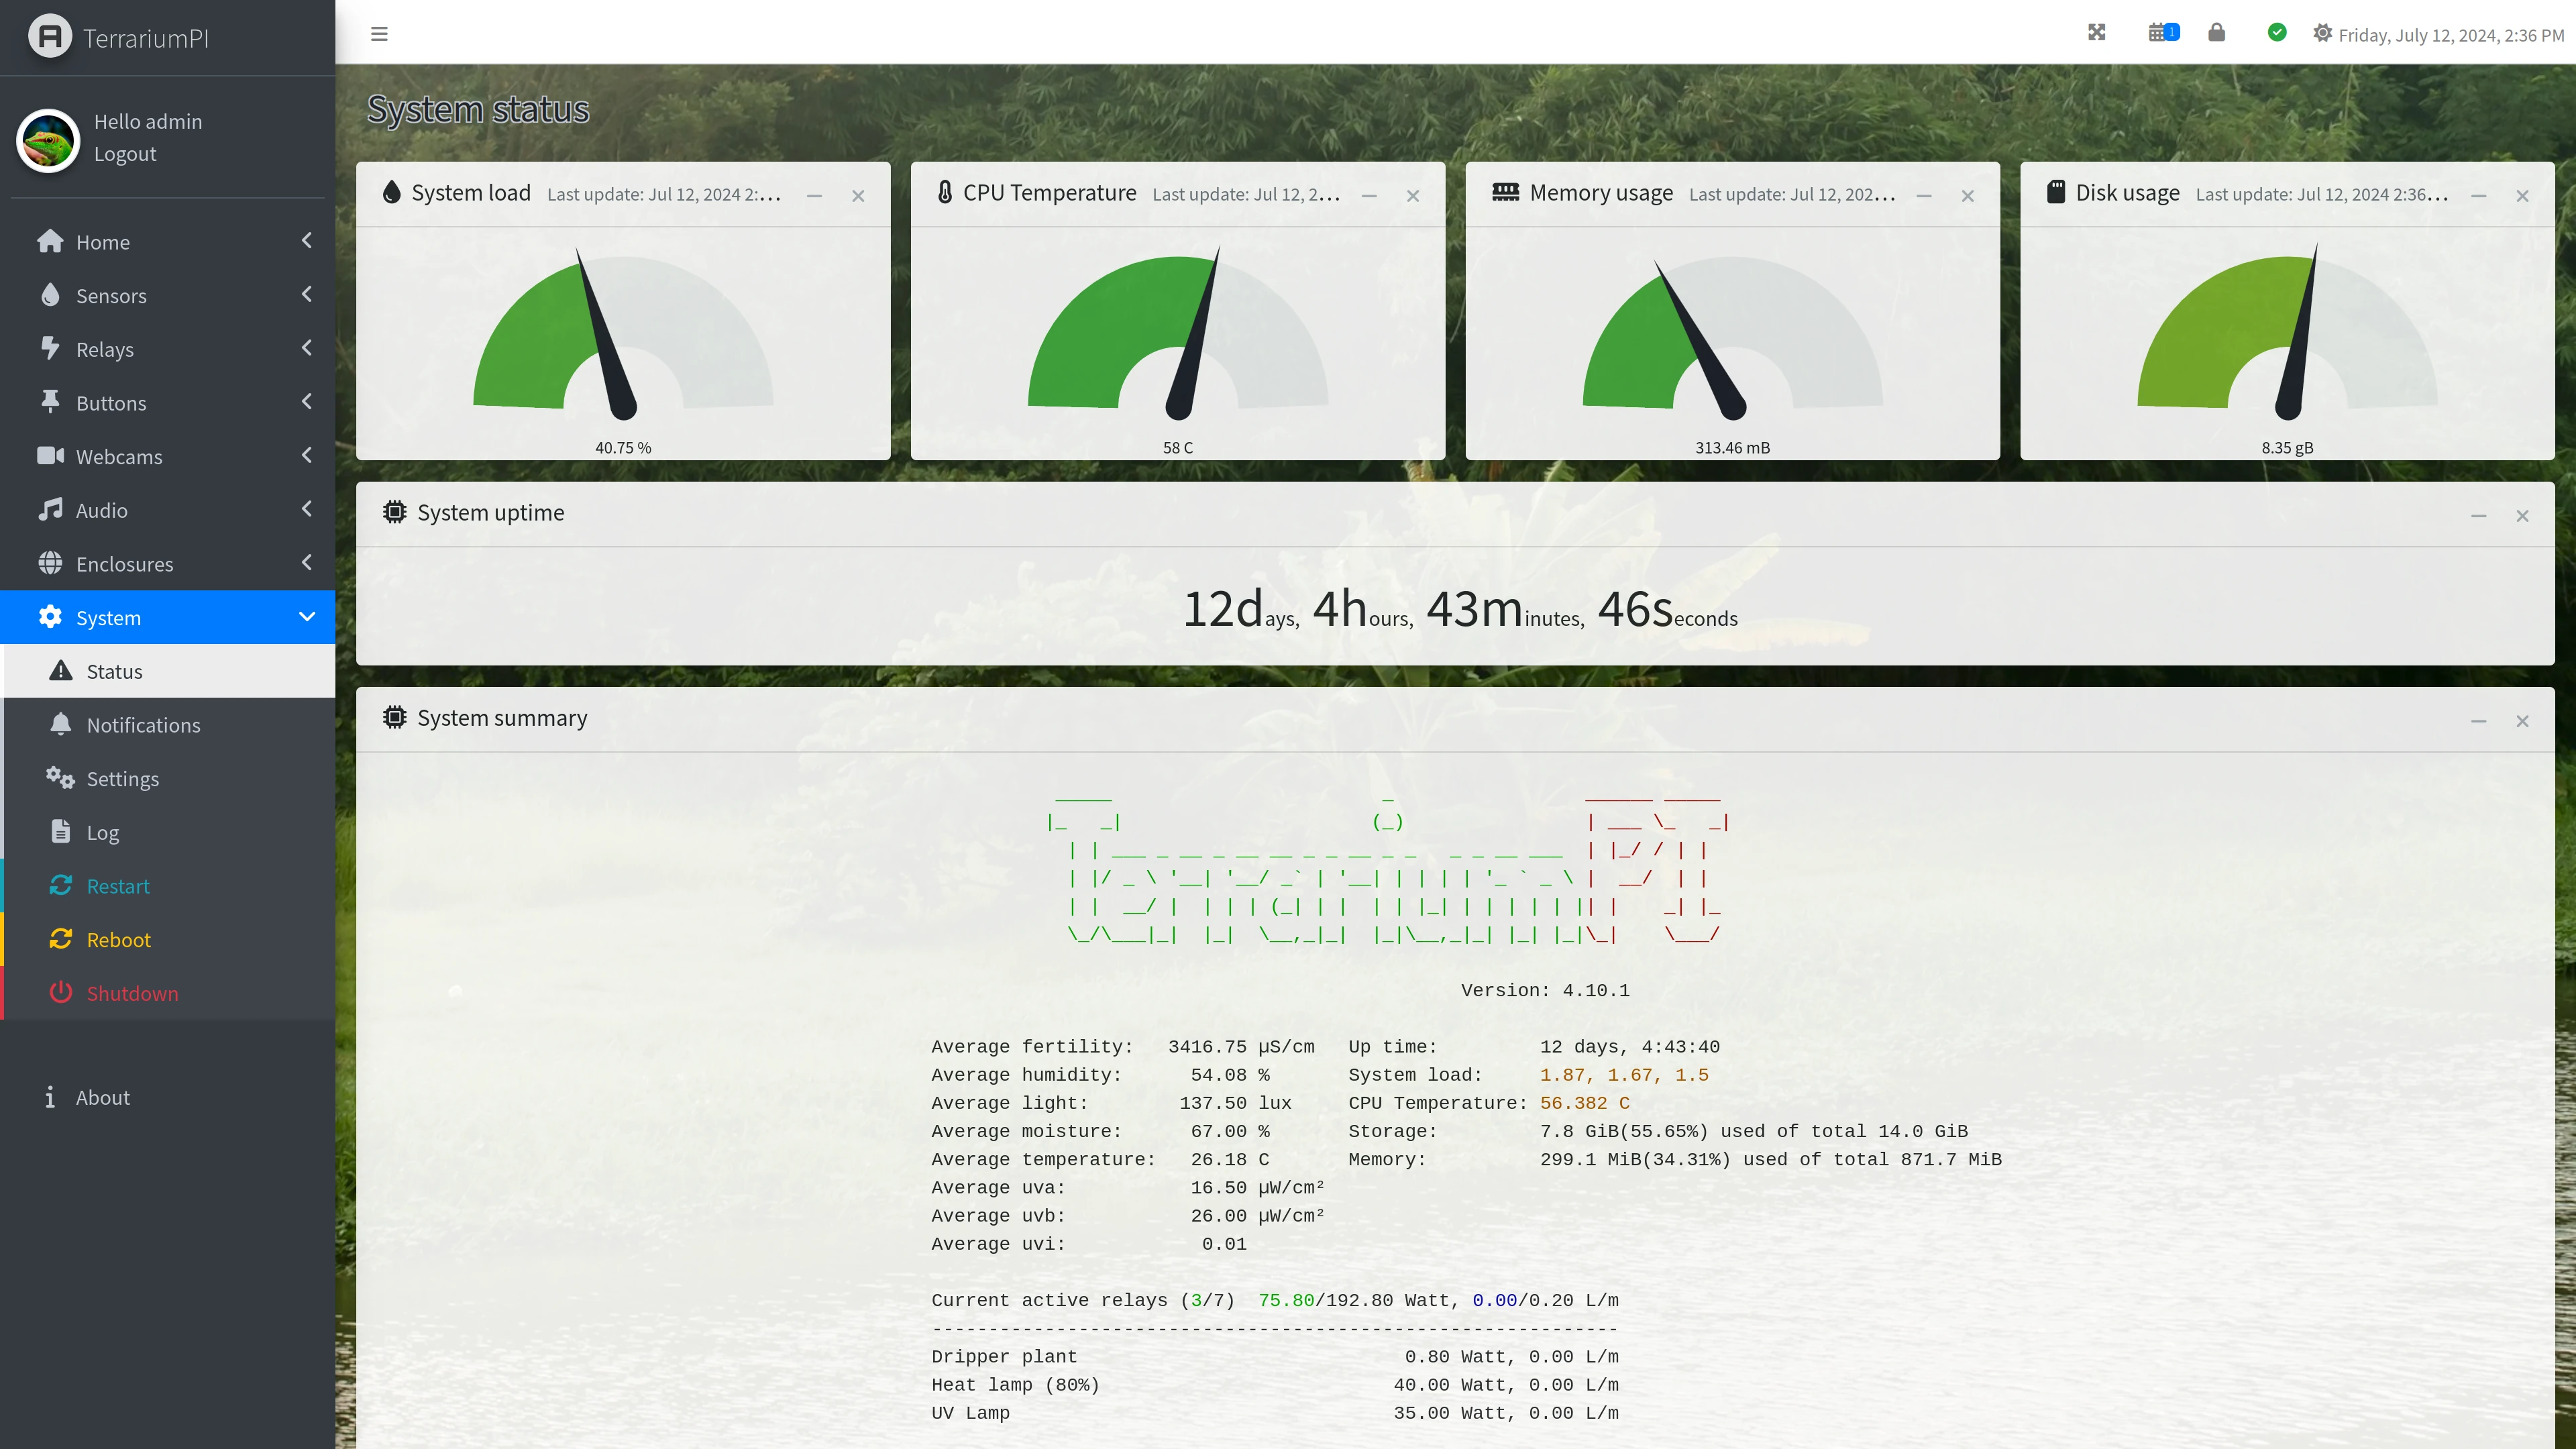 TerrariumPI
Hello admin
Logout
Home
Sensors
Relays
Buttons
Webcams
Audio
Enclosures
System
Status
Notifications
Settings
Log
Restart
Reboot
Shutdown
About
1
Friday, July 12, 2024, 2:36 PM
System status
System load Last update: Jul 12, 2024 2:...
40.75 %
CPU Temperature Last update: Jul 12, 2...
58 C
Memory usage Last update: Jul 12, 202...
313.46 mB
Disk usage Last update: Jul 12, 2024 2:36...
8.35 gB
System uptime
12days, 4hours, 43minutes, 46seconds
System summary
TerrariumPI
Version: 4.10.1
Average fertility: 3416.75 µS/cm Up time: 12 days, 4:43:40
Average humidity: 54.08 % System load: 1.87, 1.67, 1.5
Average light: 137.50 lux CPU Temperature: 56.382 C
Average moisture: 67.00 % Storage: 7.8 GiB(55.65%) used of total 14.0 GiB
Average temperature: 26.18 C Memory: 299.1 MiB(34.31%) used of total 871.7 MiB
Average uva: 16.50 µW/cm²
Average uvb: 26.00 µW/cm²
Average uvi: 0.01
Current active relays (3/7) 75.80/192.80 Watt, 0.00/0.20 L/m
-------------------------------------------------------------
Dripper plant 0.80 Watt, 0.00 L/m
Heat lamp (80%) 40.00 Watt, 0.00 L/m
UV Lamp 35.00 Watt, 0.00 L/m